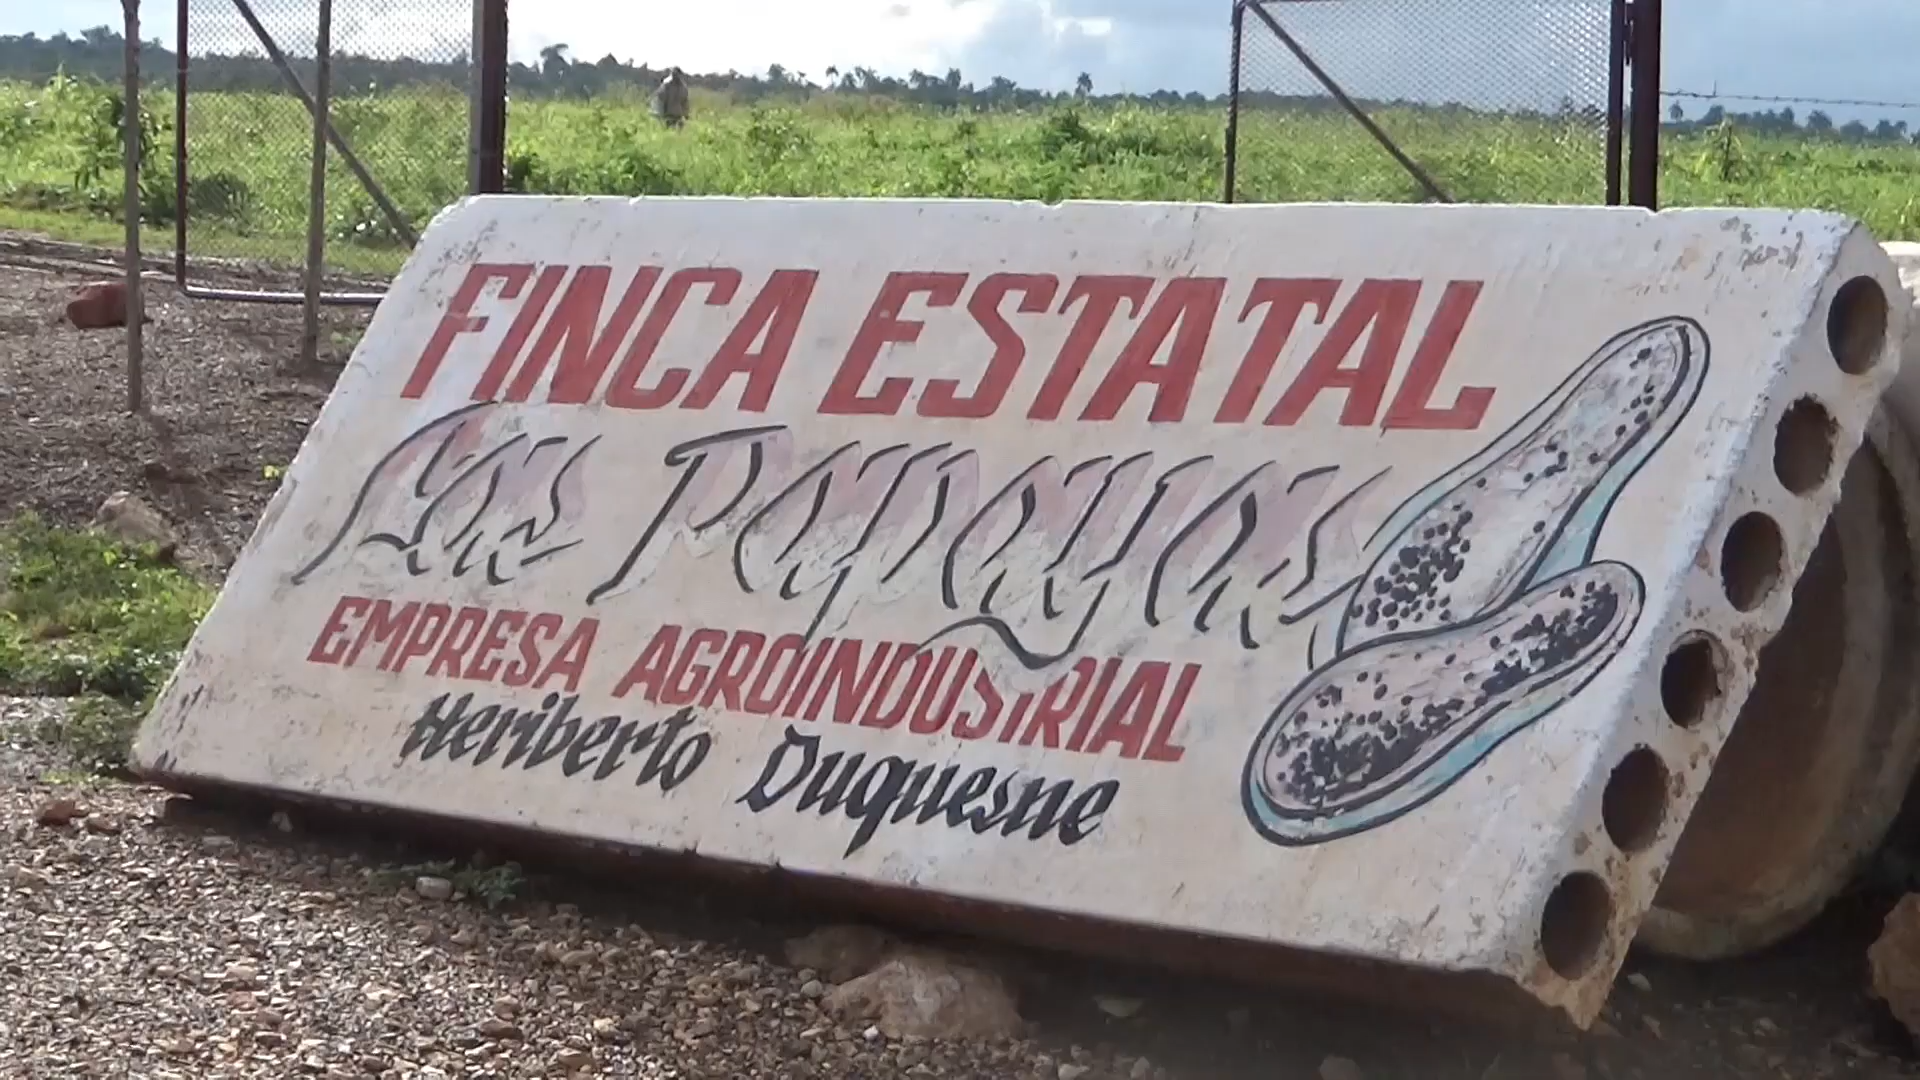 FINCA ESTATAL
Las Papayas
EMPRESA AGROINDUSTRIAL
Heriberto Duquesne